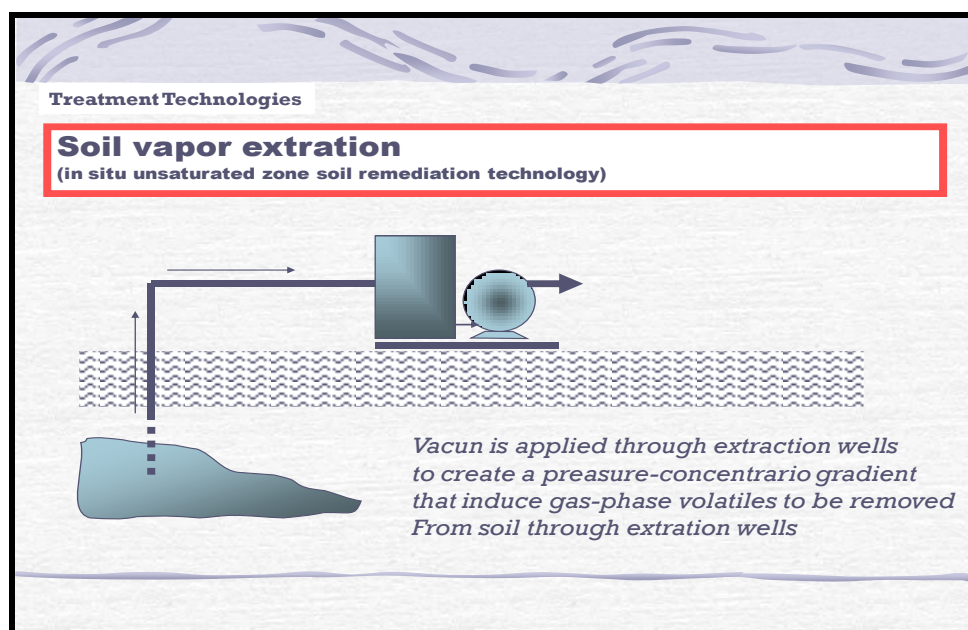 Treatment Technologies
Soil vapor extration
(in situ unsaturated zone soil remediation technology)
Vacun is applied through extraction wells
to create a preasure-concentrario gradient
that induce gas-phase volatiles to be removed
From soil through extration wells